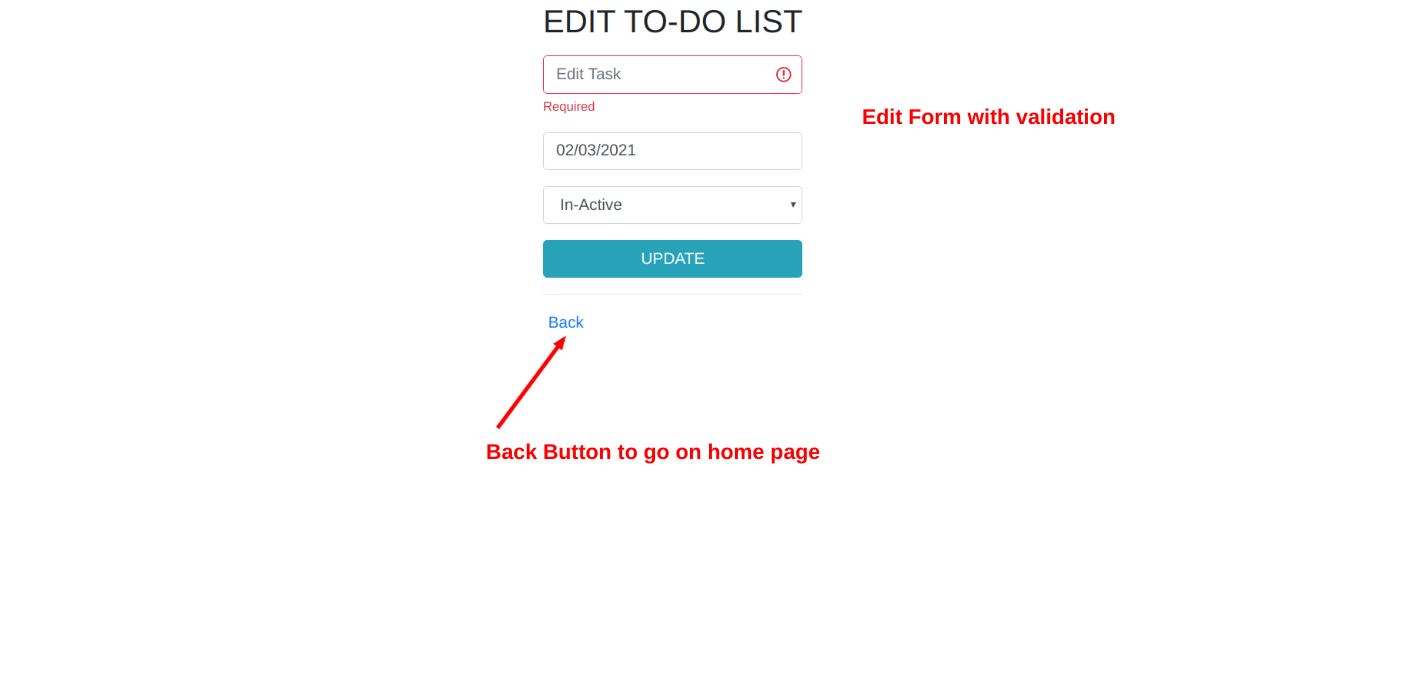 EDIT TO-DO LIST
Edit Task
Required
Edit Form with validation
02/03/2021
In-Active
UPDATE
Back
Back Button to go on home page